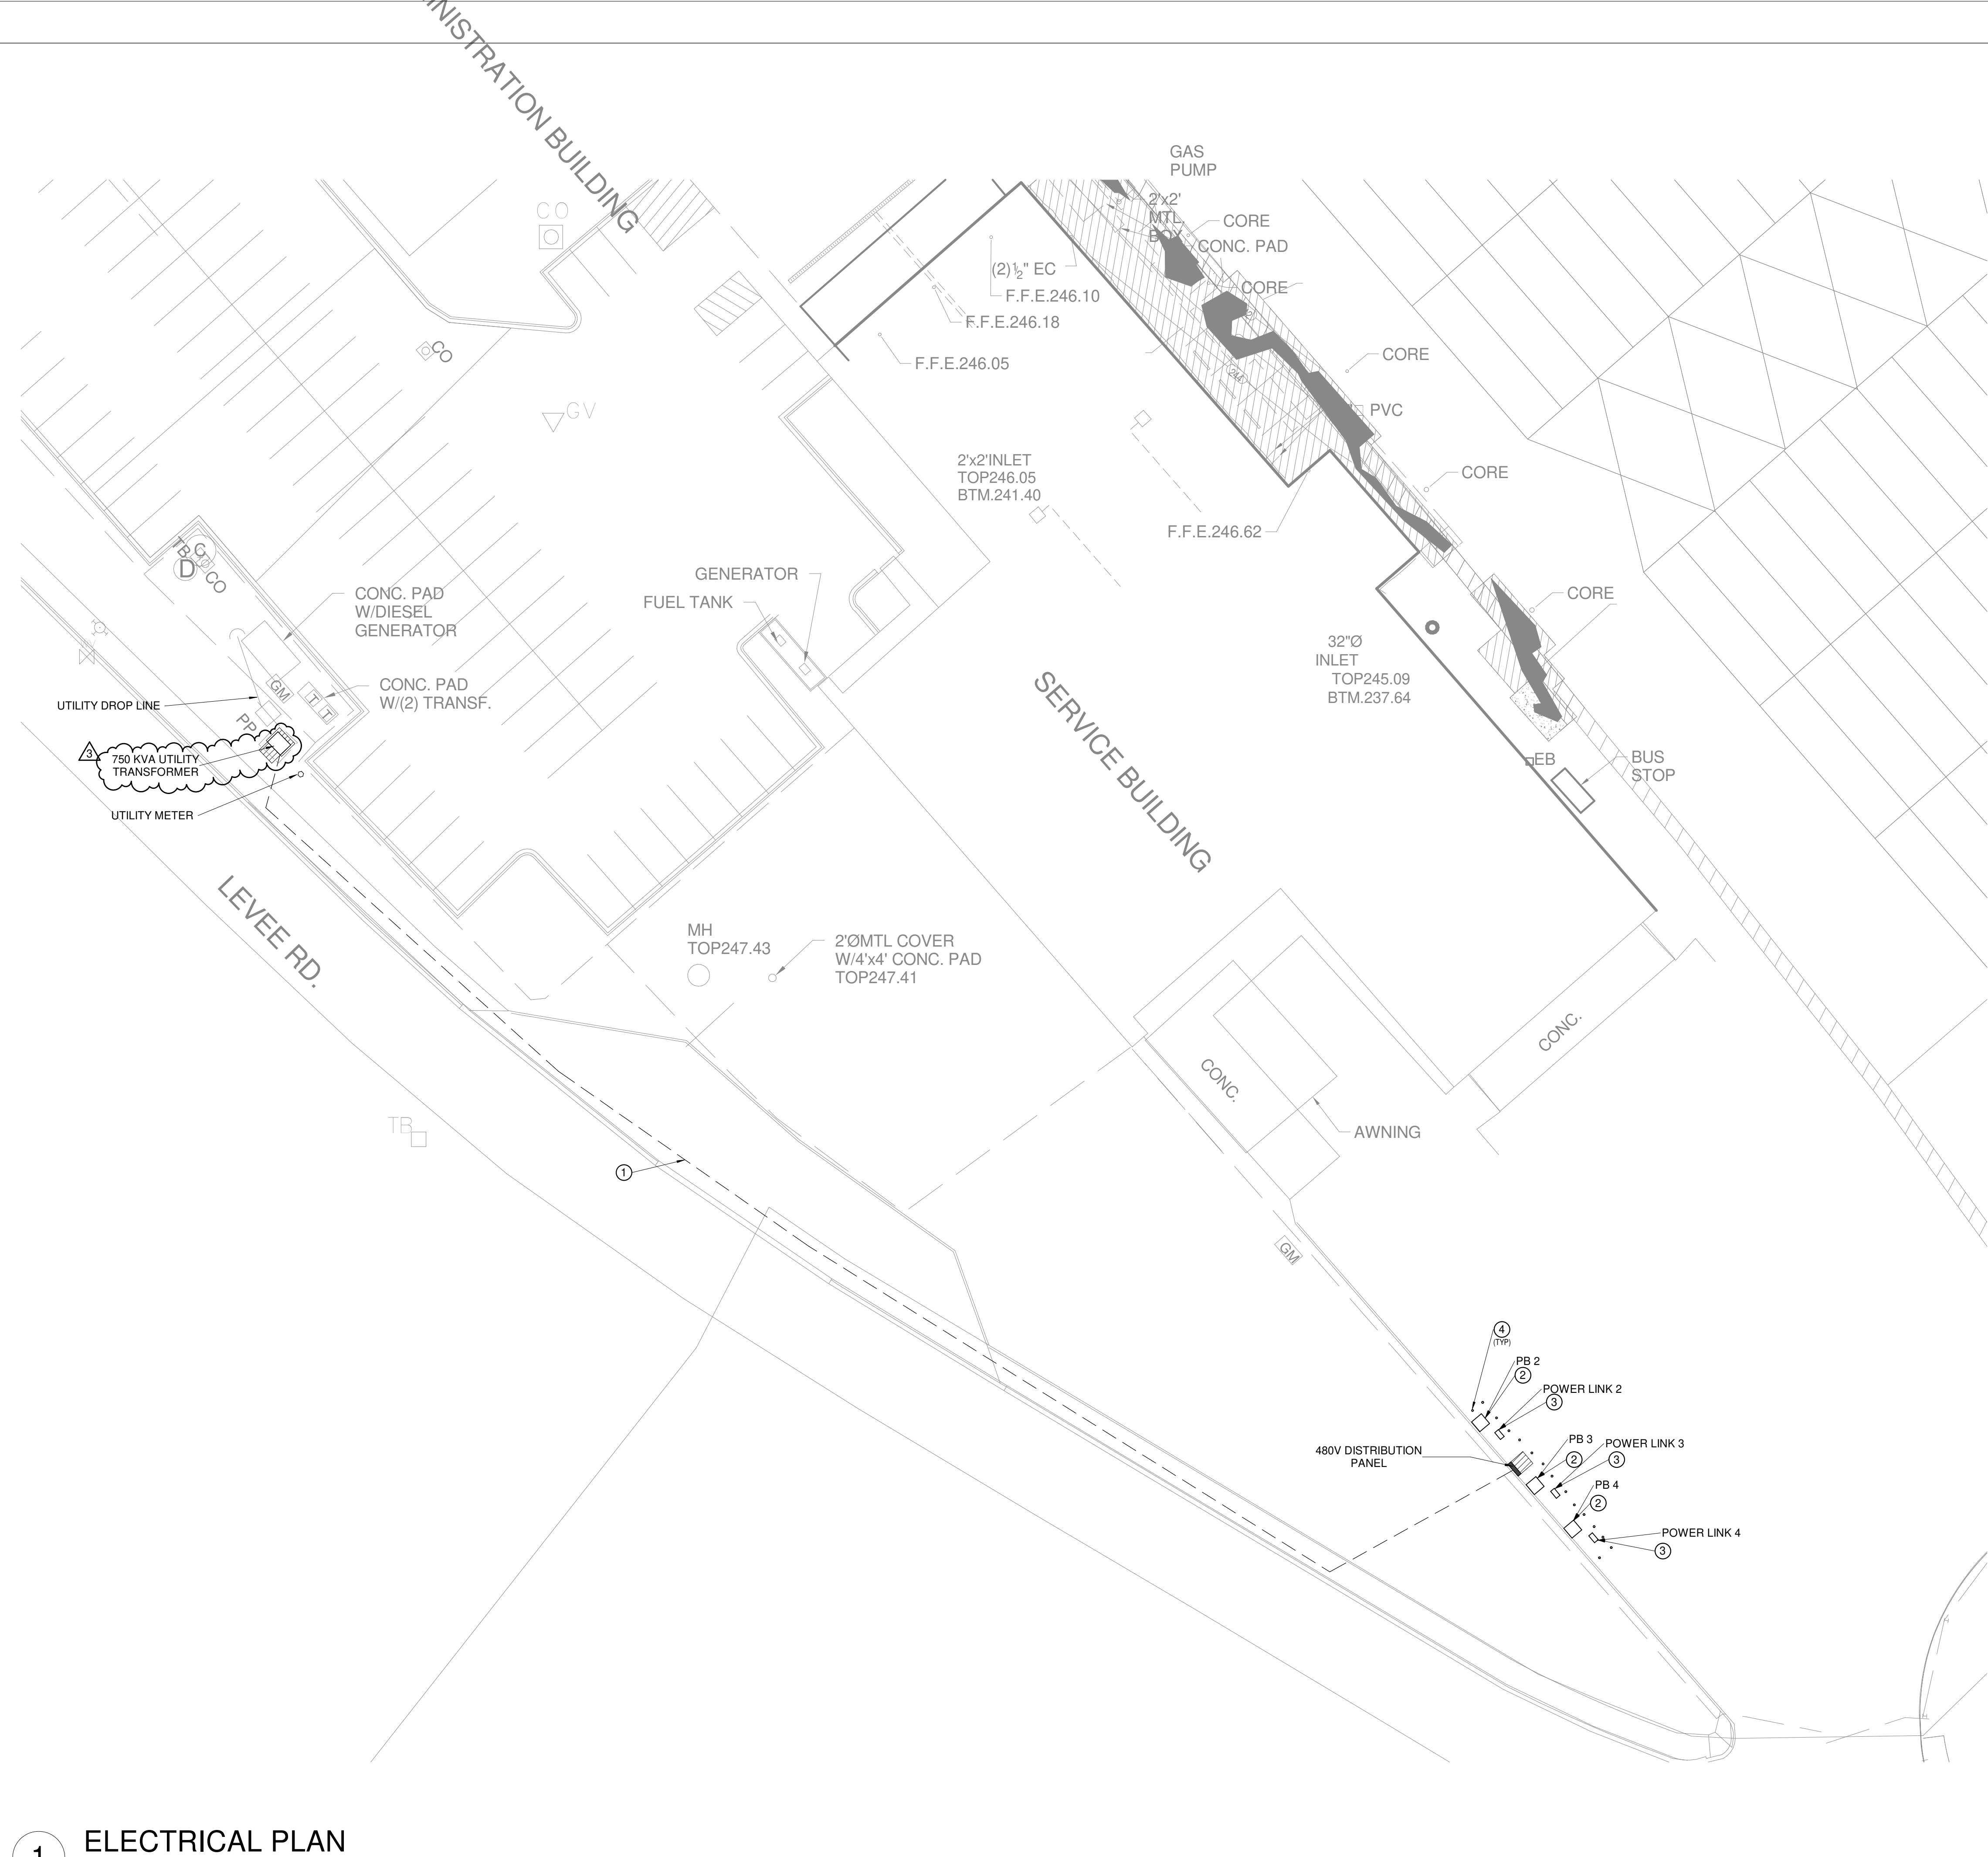 MINISTRATION BUILDING
GAS
PUMP
2'x2'
MTL.
BOX
CORE
CONC. PAD
CO
(2)½" EC
CORE
F.F.E.246.10
F.F.E.246.18
F.F.E.246.05
CORE
CO
244
GV
PVC
2'x2'INLET
TOP246.05
BTM.241.40
CORE
F.F.E.246.62
TB
C
D
CO
GENERATOR
FUEL TANK
CONC. PAD
W/DIESEL
GENERATOR
CORE
32"Ø
INLET
TOP245.09
BTM.237.64
GM
T
T
CONC. PAD
W/(2) TRANSF.
UTILITY DROP LINE
PP
3
750 KVA UTILITY
TRANSFORMER
UTILITY METER
SERVICE BUILDING
EB
BUS
STOP
LEVEE RD.
MH
TOP247.43
2'ØMTL COVER
W/4'x4' CONC. PAD
TOP247.41
CONC.
CONC.
AWNING
TB
1
GM
4
(TYP)
PB 2
2
POWER LINK 2
3
PB 3
2
POWER LINK 3
3
480V DISTRIBUTION
PANEL
PB 4
2
POWER LINK 4
3
1
ELECTRICAL PLAN